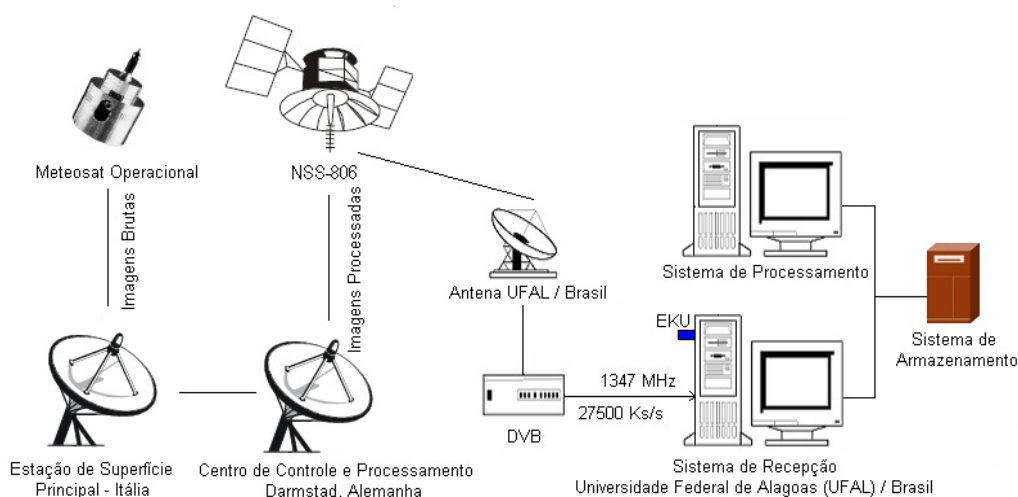 Meteosat Operacional
NSS-806
Imagens Brutas
Imagens Processadas
Sistema de Processamento
Antena UFAL / Brasil
EKU
Sistema de
Armazenamento
1347 MHz
27500 Ks/s
DVB
Estação de Superfície
Principal - Itália
Centro de Controle e Processamento
Darmstad, Alemanha
Sistema de Recepção
Universidade Federal de Alagoas (UFAL) / Brasil